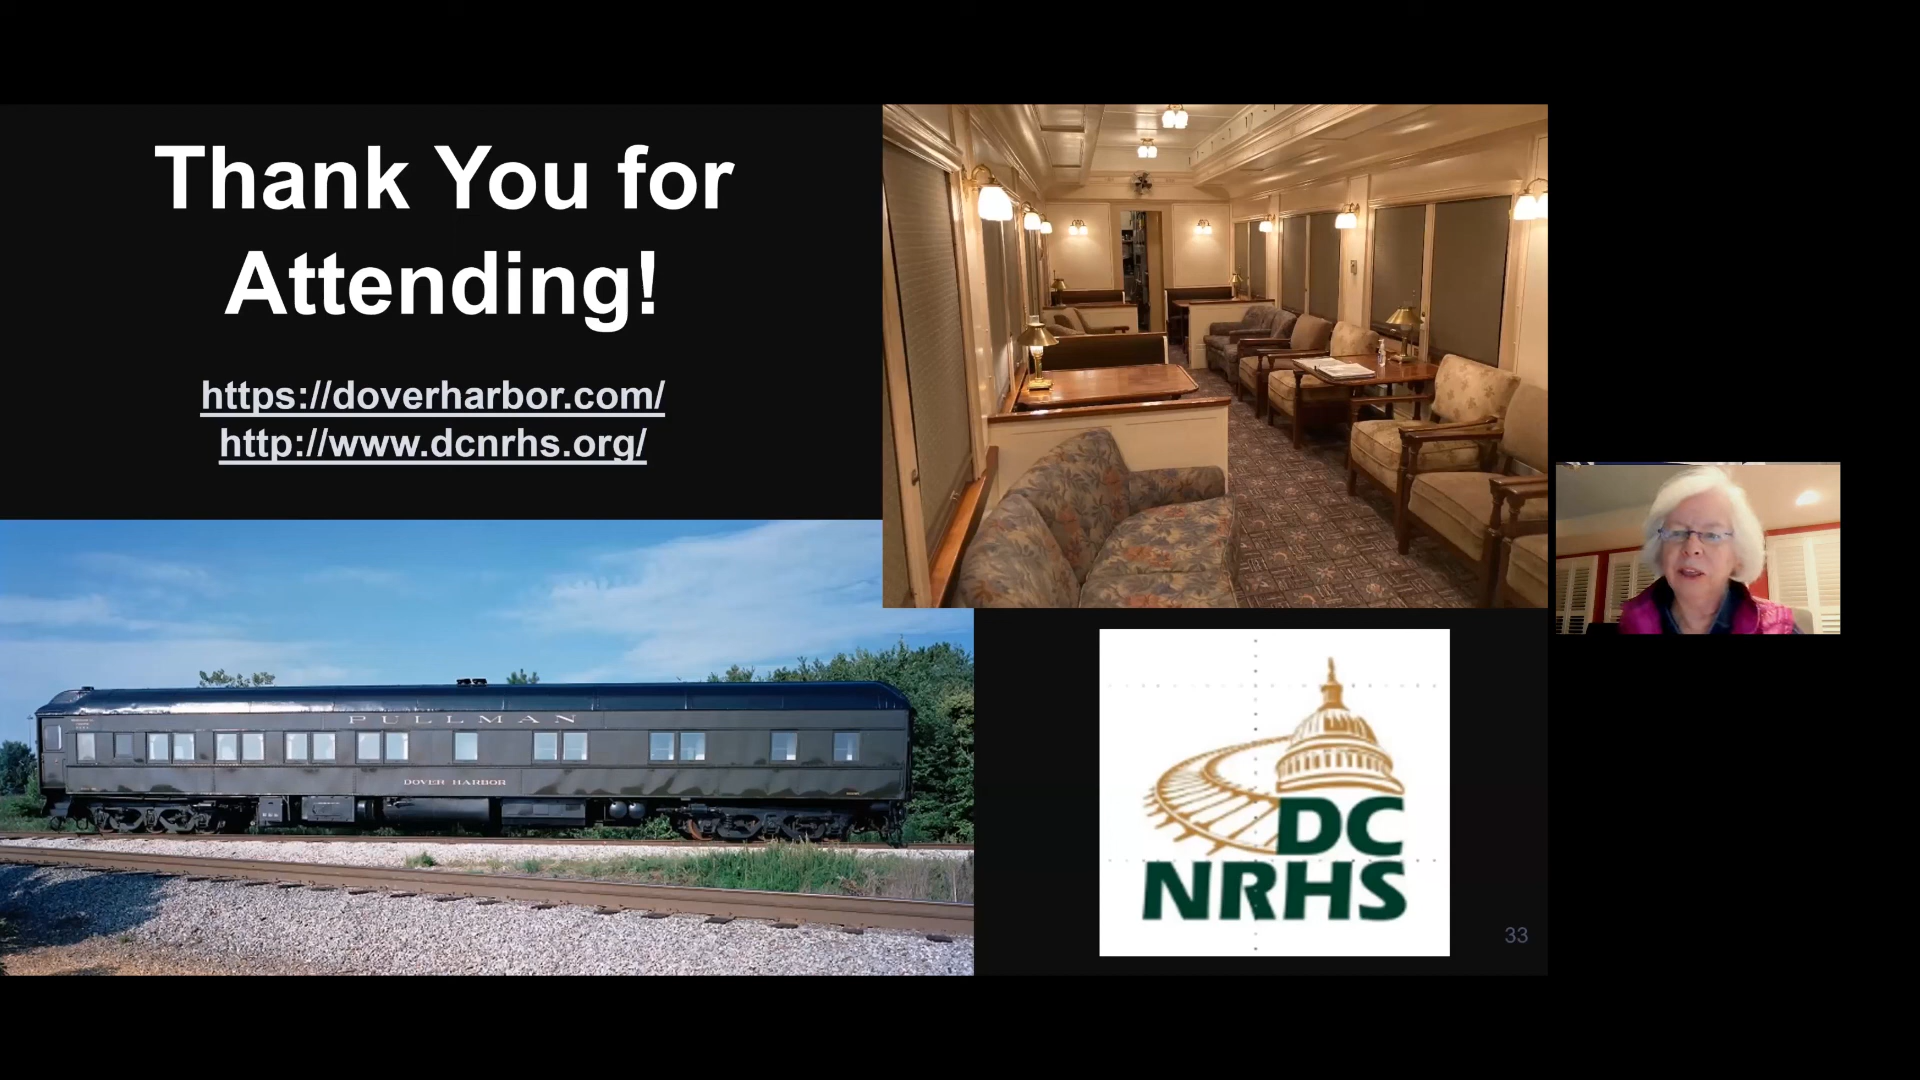 Thank You for
Attending!
https://doverharbor.com/
http://www.dcnrhs.org/
PULLMAN
DOVER HARBOR
DC
NRHS
33